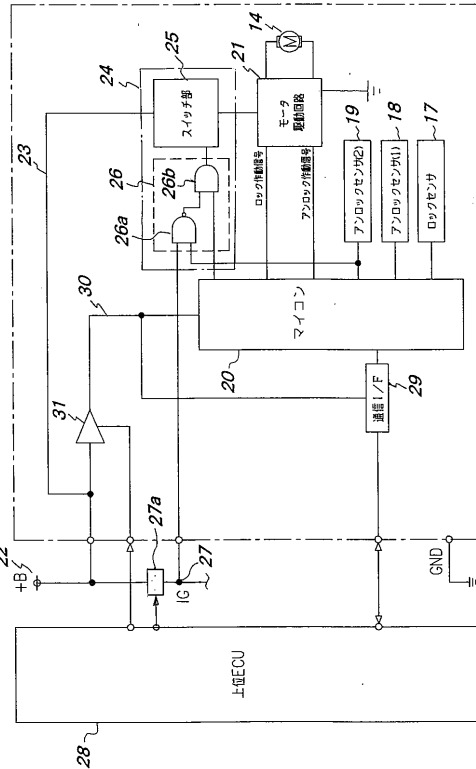 22
+B
23
24
25
スイッチ部
26
26b
26a
21
14
M
モータ
駆動回路
ロック作動信号
アンロック作動信号
19
アンロックセンサ(2)
18
アンロックセンサ(1)
17
ロックセンサ
30
31
マイコン
20
通信 I/F
29
27a
27
IG
GND
上位ECU
28